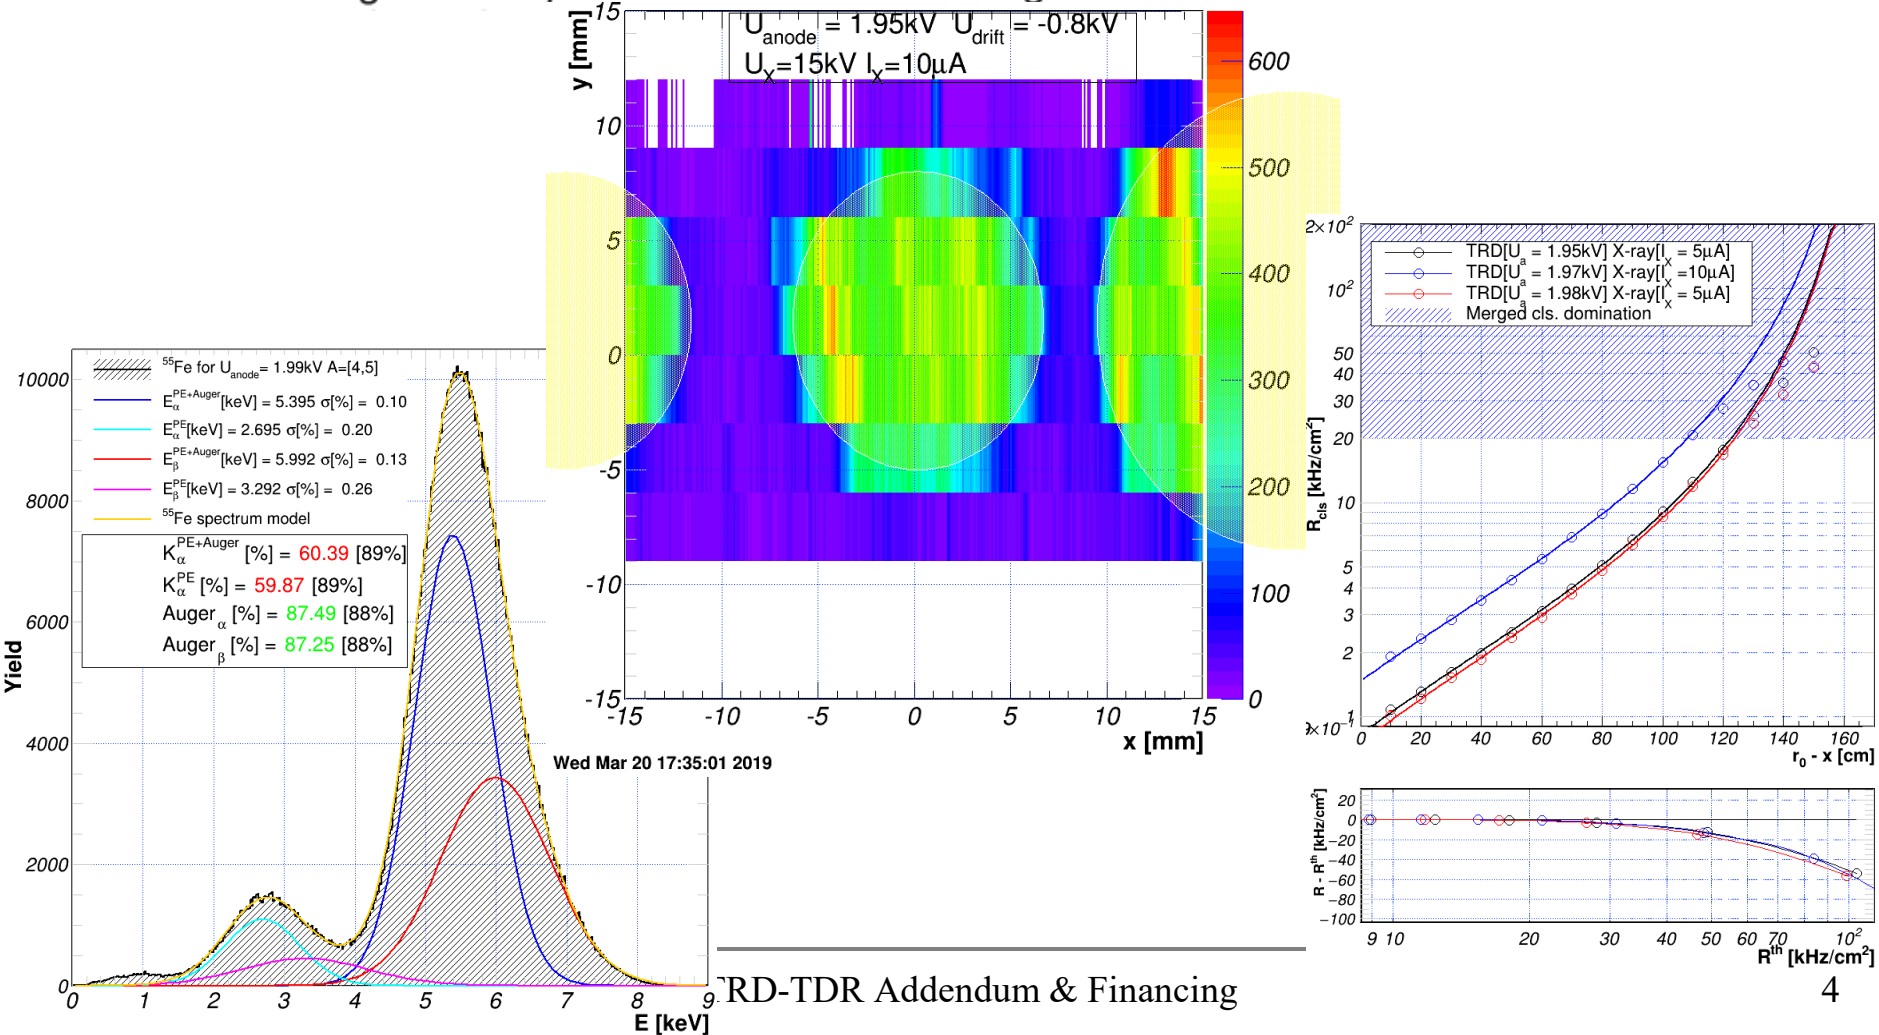 U_anode = 1.95kV U_drift = -0.8kV
U_X=15kV I_X=10μA
y [mm]
15
10
5
0
-5
-10
-15
-15 -10 -5 0 5 10 15
x [mm]
600
500
400
300
200
100
0
Wed Mar 20 17:35:01 2019
55Fe for U_anode= 1.99kV A=[4,5]
E_α^PE+Auger[keV] = 5.395 σ[%] = 0.10
E_α^PE[keV] = 2.695 σ[%] = 0.20
E_β^PE+Auger[keV] = 5.992 σ[%] = 0.13
E_β^PE[keV] = 3.292 σ[%] = 0.26
55Fe spectrum model
K_α^PE+Auger [%] = 60.39 [89%]
K_α^PE [%] = 59.87 [89%]
Auger_α [%] = 87.49 [88%]
Auger_β [%] = 87.25 [88%]
Yield
10000
8000
6000
4000
2000
0
0 1 2 3 4 5 6 7 8 9
E [keV]
TRD[U_a = 1.95kV] X-ray[I_X = 5μA]
TRD[U_a = 1.97kV] X-ray[I_X =10μA]
TRD[U_a = 1.98kV] X-ray[I_X = 5μA]
Merged cls. domination
R_cls [kHz/cm²]
2×10²
10²
50
40
30
20
10
5
4
3
2
×10⁻¹
0 20 40 60 80 100 120 140 160
r₀ - x [cm]
R - R^th [kHz/cm²]
20
0
−20
−40
−60
−80
−100
9 10 20 30 40 50 60 70 10²
R^th [kHz/cm²]
TRD-TDR Addendum & Financing
4